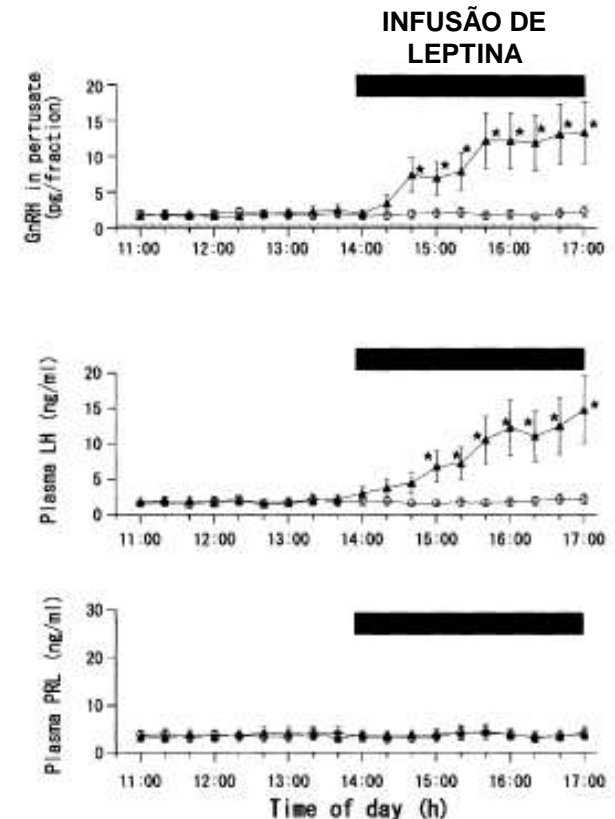 INFUSÃO DE
LEPTINA
GnRH in perfusate
(pg/fraction)
20
15
10
5
0
11:00 12:00 13:00 14:00 15:00 16:00 17:00
Plasma LH (ng/ml)
20
15
10
5
0
11:00 12:00 13:00 14:00 15:00 16:00 17:00
Plasma PRL (ng/ml)
30
20
10
0
11:00 12:00 13:00 14:00 15:00 16:00 17:00
Time of day (h)